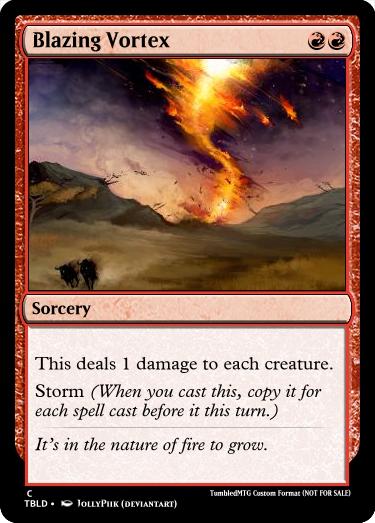 Blazing Vortex
Sorcery
This deals 1 damage to each creature.
Storm (When you cast this, copy it for
each spell cast before it this turn.)
It's in the nature of fire to grow.
C
TBLD • JollyPiik (deviantart)
TumbledMTG Custom Format (NOT FOR SALE)